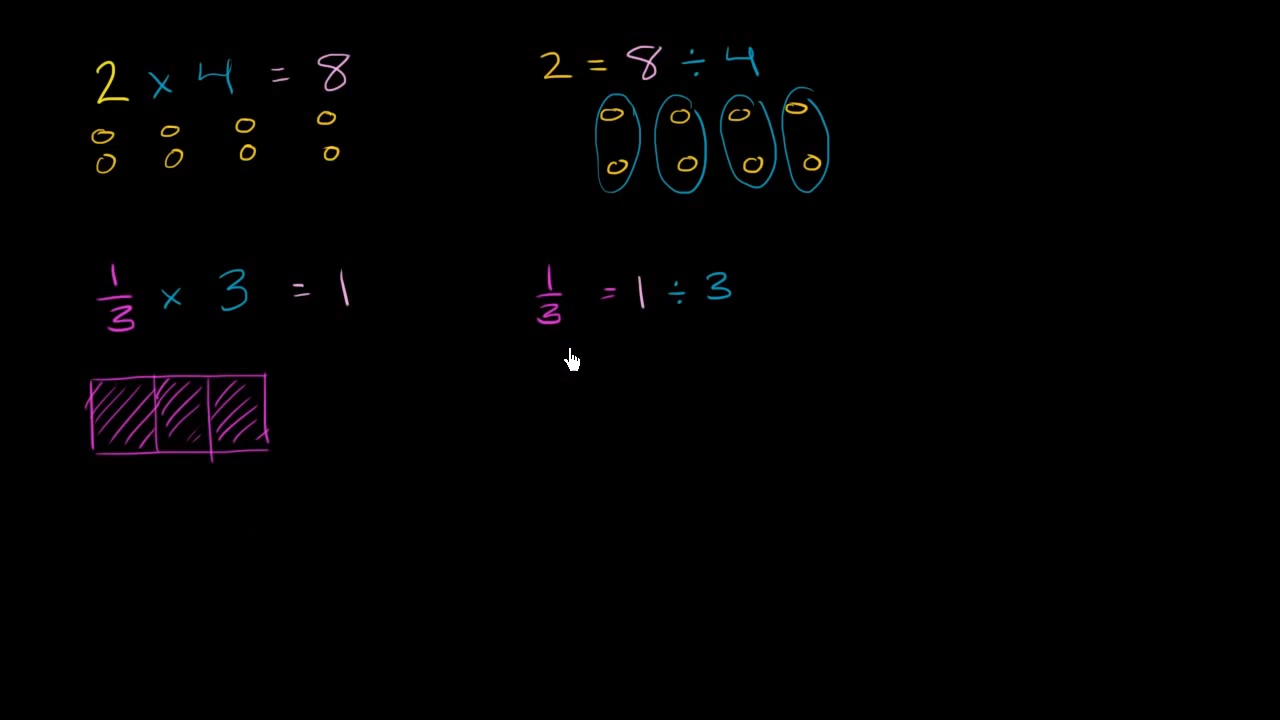 2 × 4 = 8
2 = 8 ÷ 4
1/3 × 3 = 1
1/3 = 1 ÷ 3